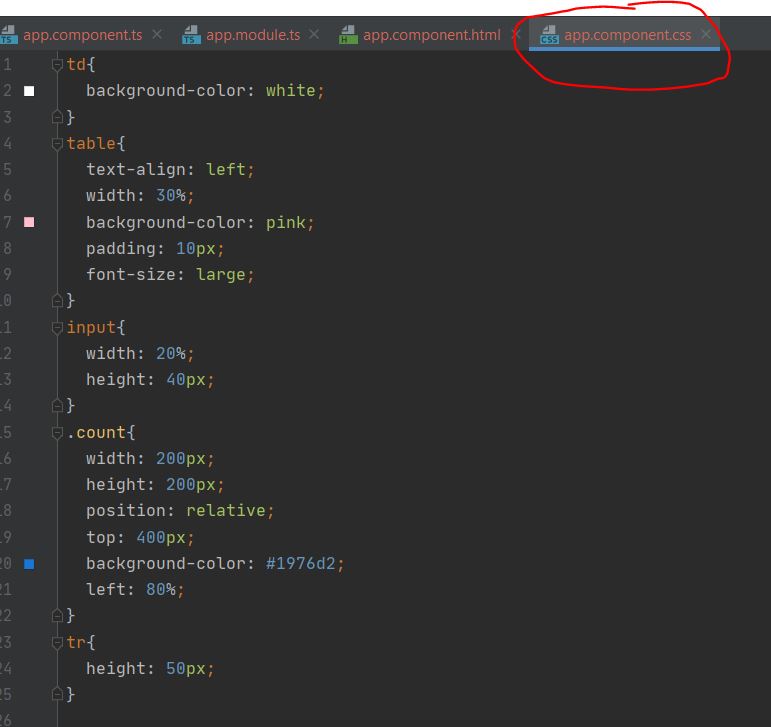 TS app.component.ts × TS app.module.ts × H app.component.html × CSS app.component.css ×
1 td{
2 background-color: white;
3 }
4 table{
5 text-align: left;
6 width: 30%;
7 background-color: pink;
8 padding: 10px;
9 font-size: large;
10 }
11 input{
12 width: 20%;
13 height: 40px;
14 }
15 .count{
16 width: 200px;
17 height: 200px;
18 position: relative;
19 top: 400px;
20 background-color: #1976d2;
21 left: 80%;
22 }
23 tr{
24 height: 50px;
25 }
26